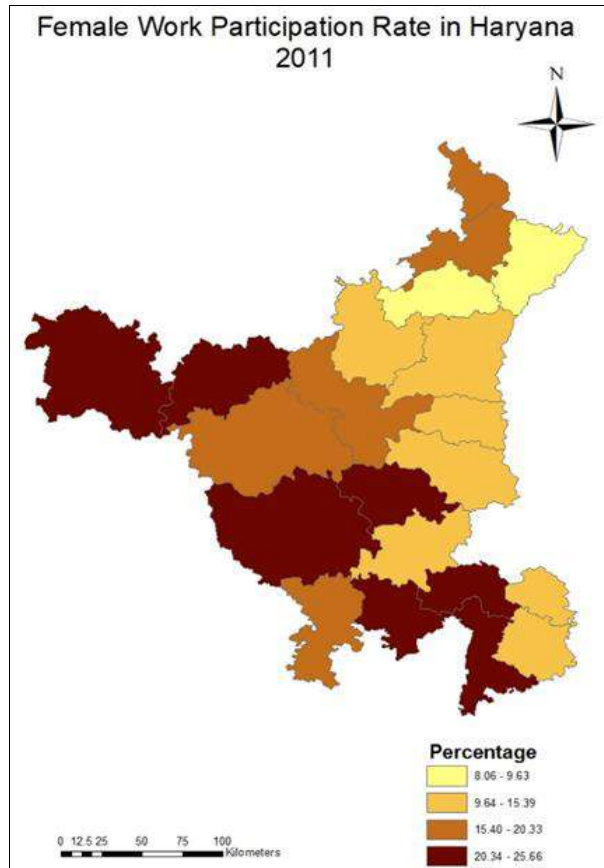 Female Work Participation Rate in Haryana
2011
N
Percentage
8.06 - 9.63
9.64 - 15.39
15.40 - 20.33
20.34 - 25.66
0 12.5 25 50 75 100
Kilometers